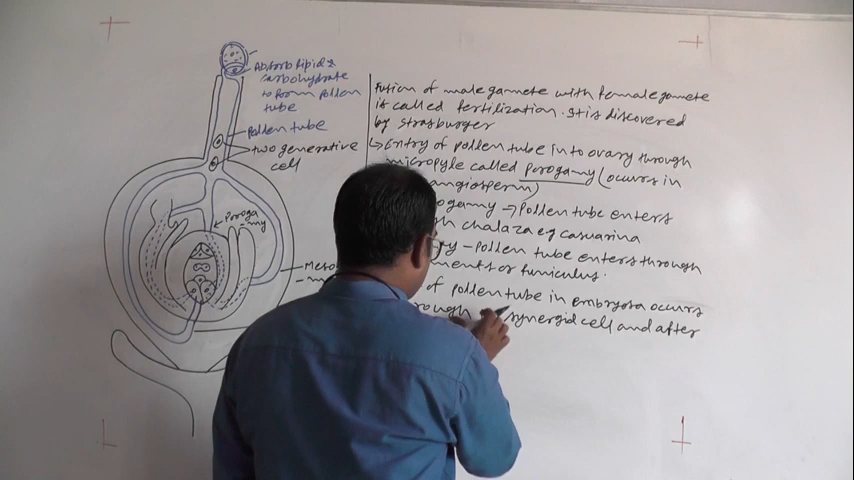 Absorb lipid &
carbohydrate
to form pollen
tube
Pollen tube
two generative
cell
Poroga
-my
Meso
Fusion of male gamete with female gamete
is called fertilization. It is discovered
by strasburger
→ Entry of pollen tube in to ovary through
micropyle called porogamy (occurs in
angiosperm)
ogamy → Pollen tube enters
chalaza eg casuarina
- Pollen tube enters through
ments or funiculus.
of pollen tube in embryosa occurs
rough synergid cell and after